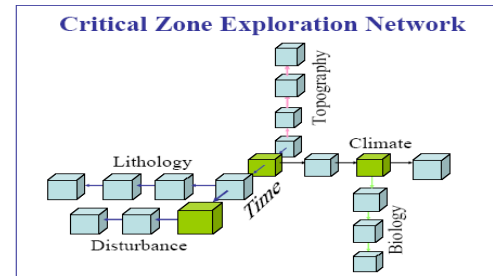 Critical Zone Exploration Network
Topography
Climate
Lithology
Time
Disturbance
Biology